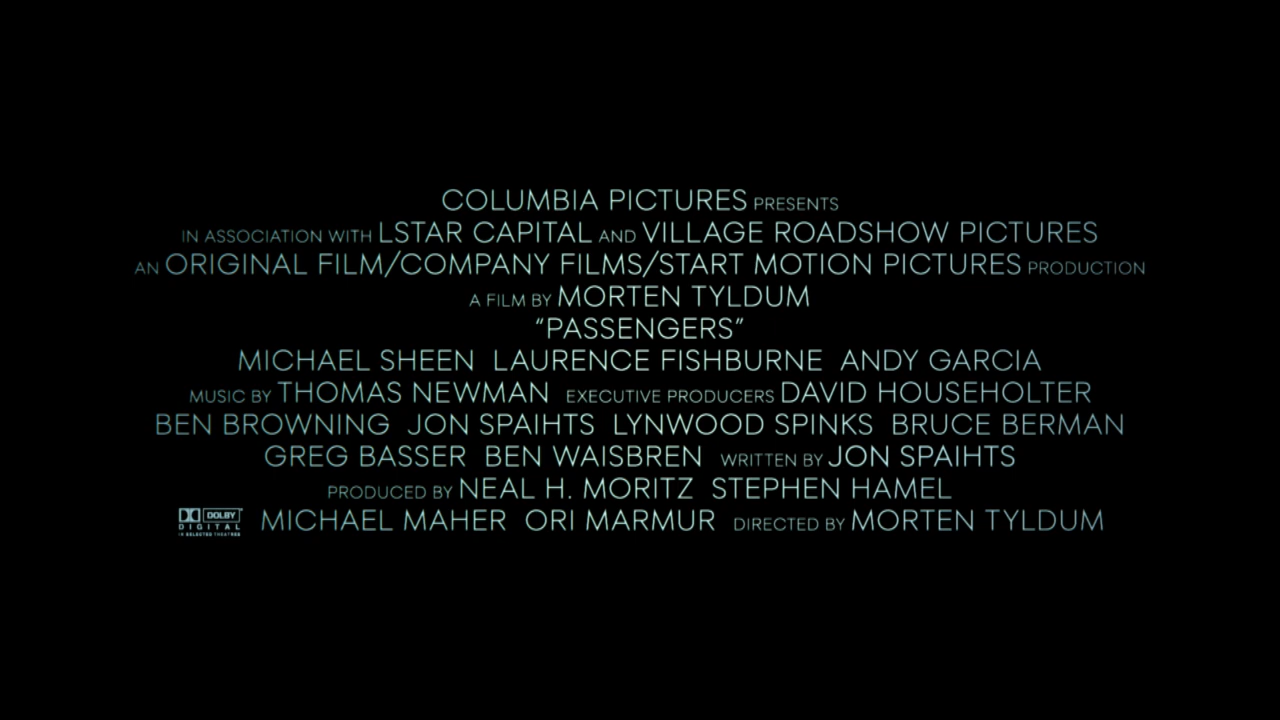 COLUMBIA PICTURES PRESENTS
IN ASSOCIATION WITH LSTAR CAPITAL AND VILLAGE ROADSHOW PICTURES
AN ORIGINAL FILM/COMPANY FILMS/START MOTION PICTURES PRODUCTION
A FILM BY MORTEN TYLDUM
“PASSENGERS”
MICHAEL SHEEN LAURENCE FISHBURNE ANDY GARCIA
MUSIC BY THOMAS NEWMAN EXECUTIVE PRODUCERS DAVID HOUSEHOLTER
BEN BROWNING JON SPAIHTS LYNWOOD SPINKS BRUCE BERMAN
GREG BASSER BEN WAISBREN WRITTEN BY JON SPAIHTS
PRODUCED BY NEAL H. MORITZ STEPHEN HAMEL
MICHAEL MAHER ORI MARMUR DIRECTED BY MORTEN TYLDUM
DOLBY
DIGITAL
IN SELECTED THEATRES